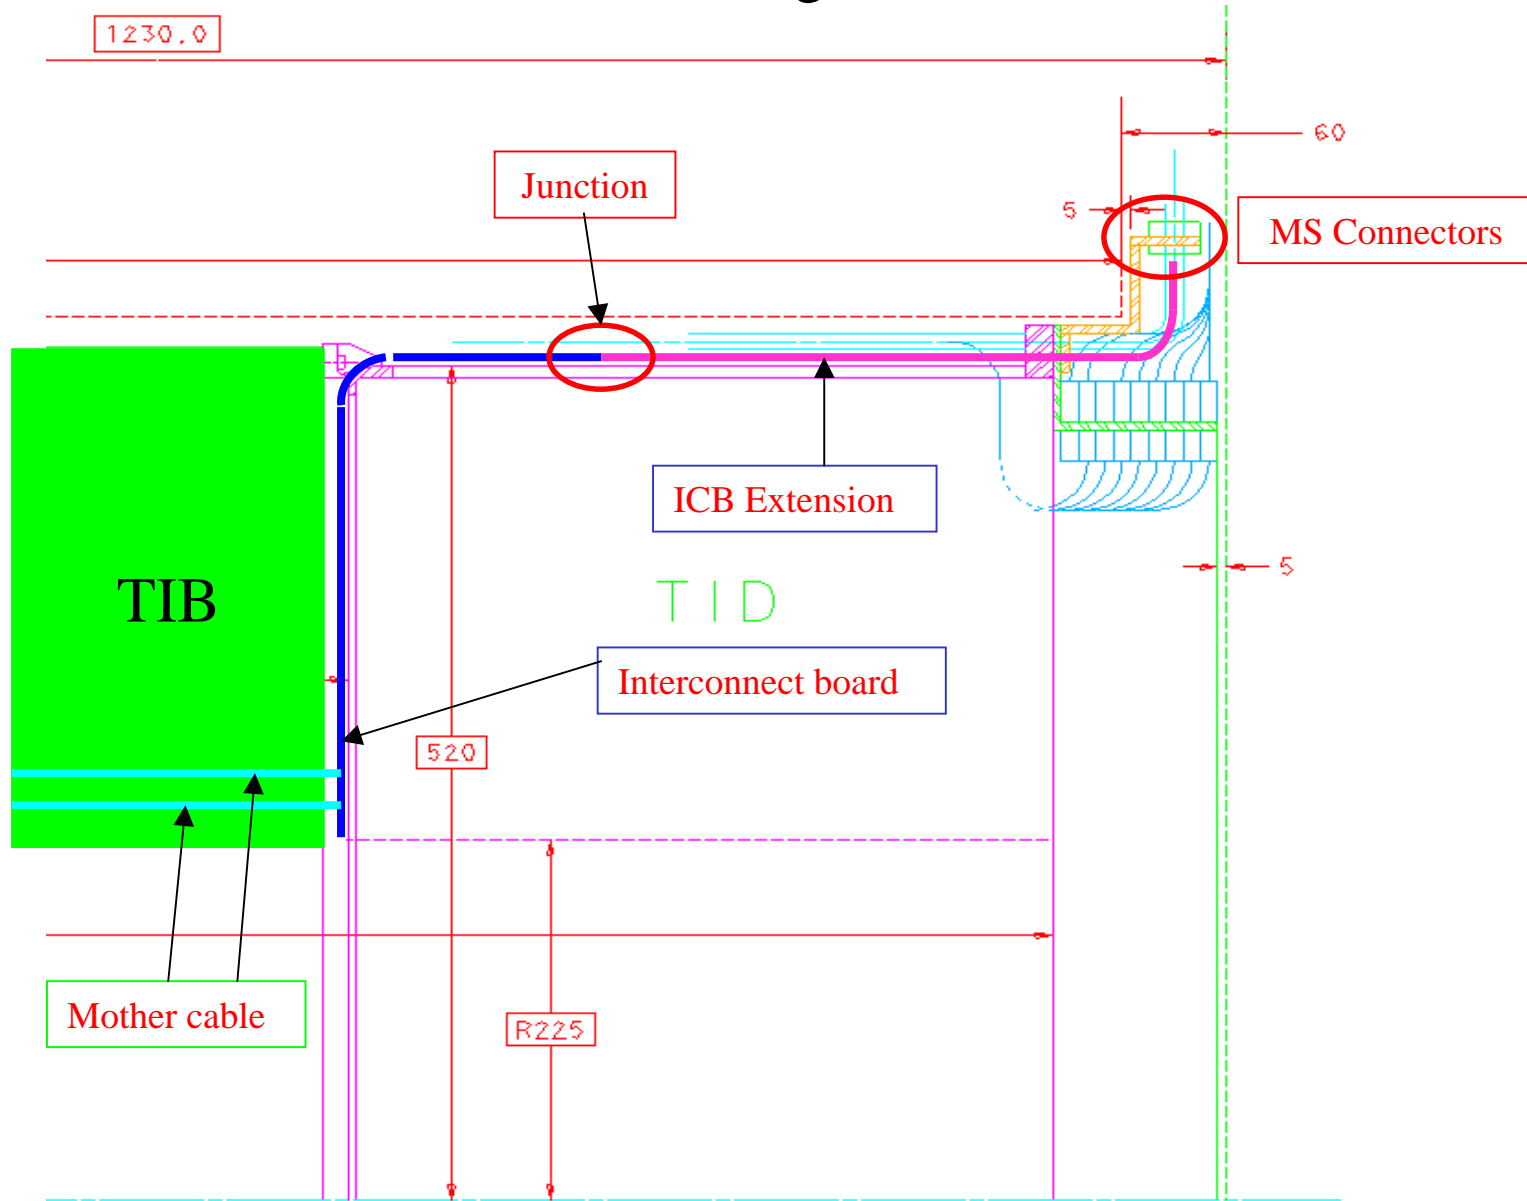 1230.0
60
Junction
5
MS Connectors
ICB Extension
TIB
TID
5
Interconnect board
520
Mother cable
R225